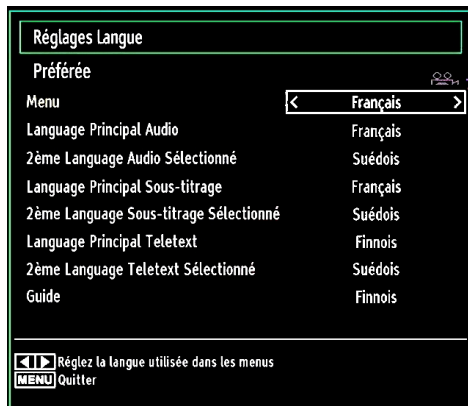 Réglages Langue
Préférée
Menu < Français >
Language Principal Audio Français
2ème Language Audio Sélectionné Suédois
Language Principal Sous-titrage Français
2ème Language Sous-titrage Sélectionné Suédois
Language Principal Teletext Finnois
2ème Language Teletext Sélectionné Suédois
Guide Finnois
Réglez la langue utilisée dans les menus
MENU Quitter